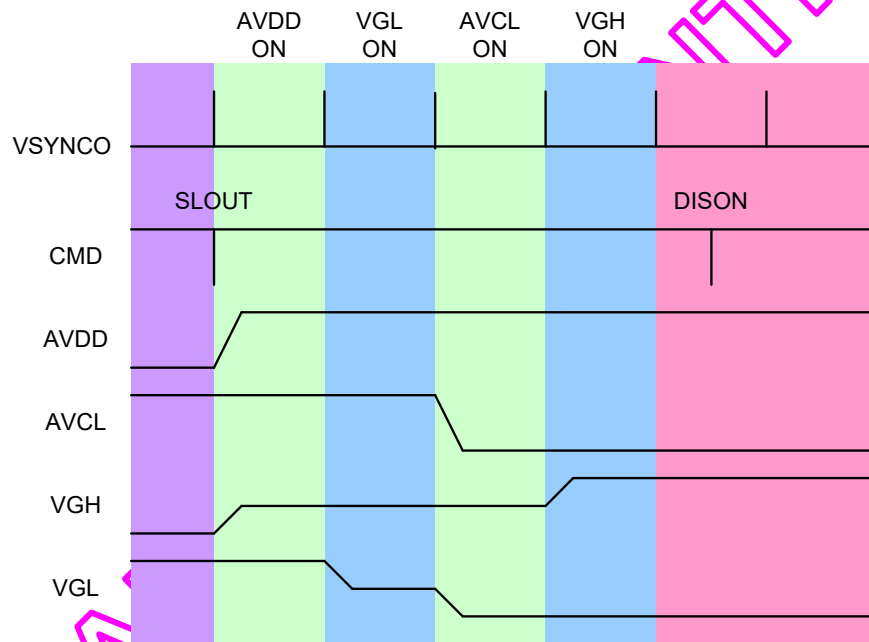 AVDD VGL AVCL VGH
ON ON ON ON
VSYNCO
SLOUT DISON
CMD
AVDD
AVCL
VGH
VGL